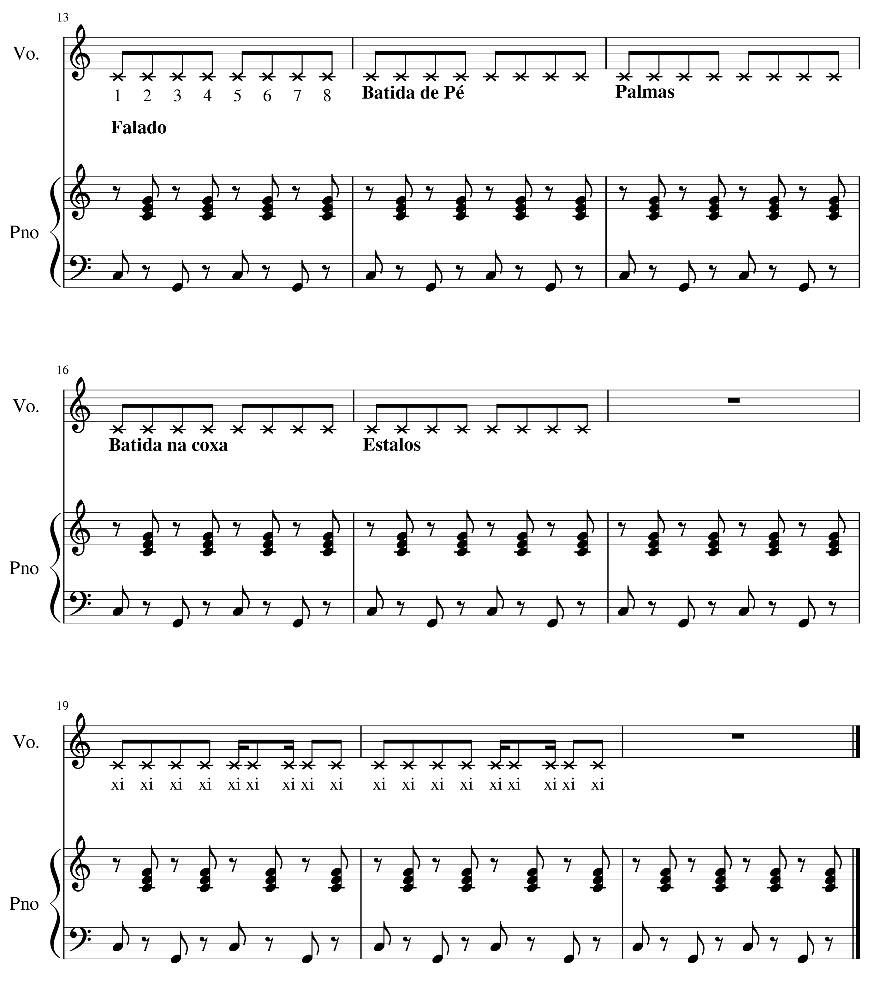 13
Vo.
1 2 3 4 5 6 7 8 Batida de Pé Palmas
Falado
Pno
16
Vo.
Batida na coxa Estalos
Pno
19
Vo.
xi xi xi xi xi xi xi xi xi xi xi xi xi xi xi xi xi xi
Pno